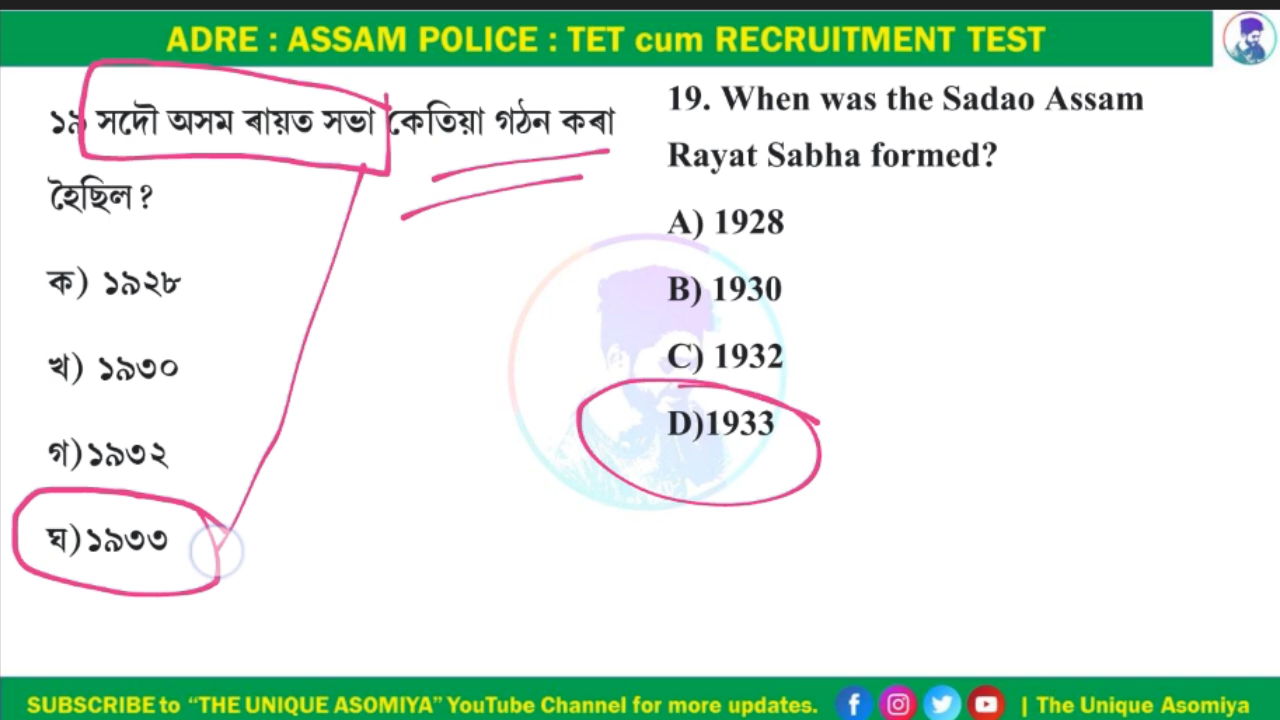 ADRE : ASSAM POLICE : TET cum RECRUITMENT TEST
১৯ সদৌ অসম ৰায়ত সভা কেতিয়া গঠন কৰা
হৈছিল ?
ক) ১৯২৮
খ) ১৯৩০
গ) ১৯৩২
ঘ) ১৯৩৩
19. When was the Sadao Assam
Rayat Sabha formed?
A) 1928
B) 1930
C) 1932
D)1933
SUBSCRIBE to “THE UNIQUE ASOMIYA” YouTube Channel for more updates. | The Unique Asomiya